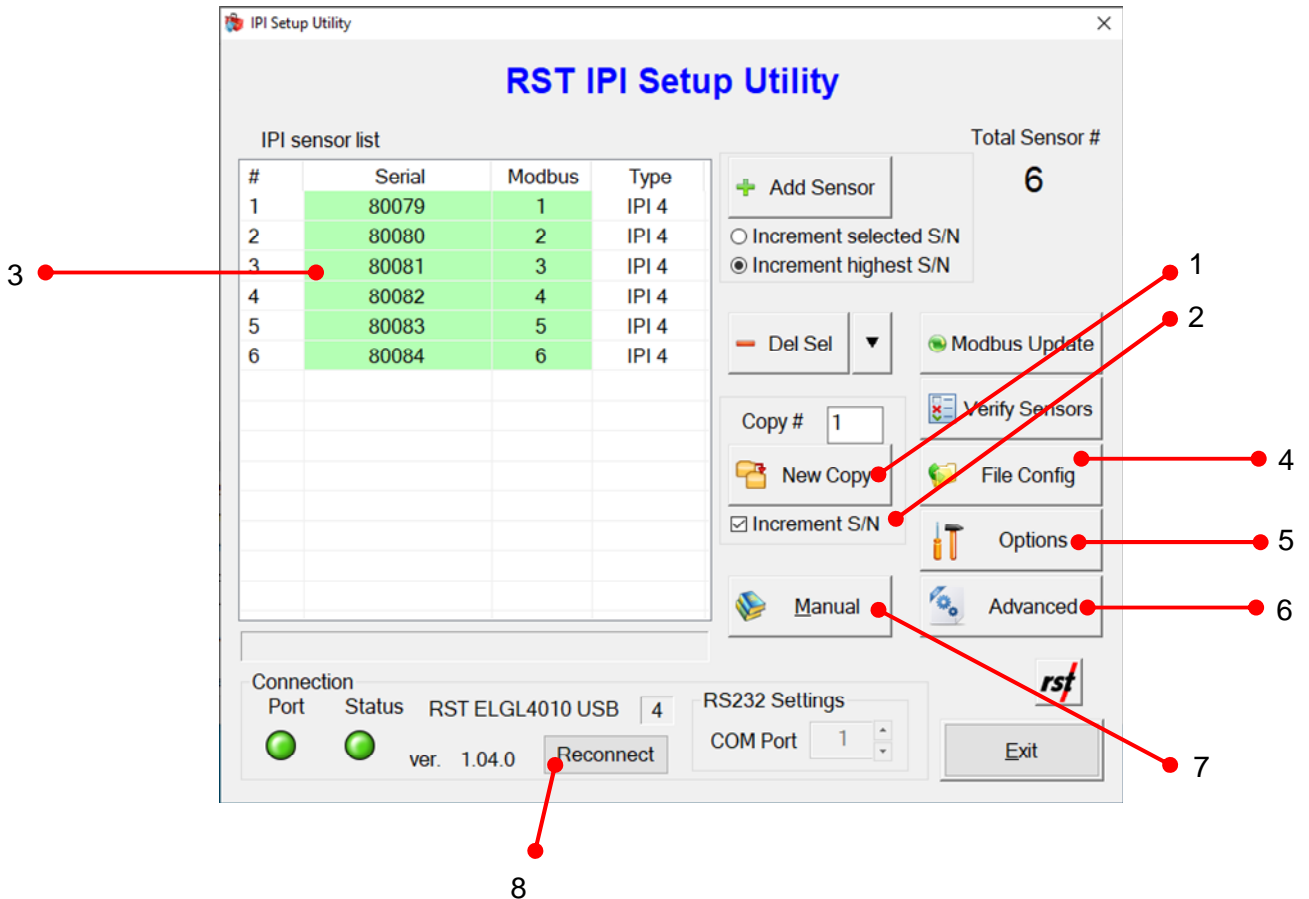 IPI Setup Utility
RST IPI Setup Utility
IPI sensor list
Total Sensor #
6
# Serial Modbus Type
1 80079 1 IPI 4
2 80080 2 IPI 4
3 80081 3 IPI 4
4 80082 4 IPI 4
5 80083 5 IPI 4
6 80084 6 IPI 4
Add Sensor
Increment selected S/N
Increment highest S/N
Del Sel
Modbus Update
Verify Sensors
Copy # 1
New Copy
File Config
Increment S/N
Options
Manual
Advanced
Connection
Port Status RST ELGL4010 USB 4
ver. 1.04.0 Reconnect
RS232 Settings
COM Port 1
rst
Exit
3
1
2
4
5
6
7
8